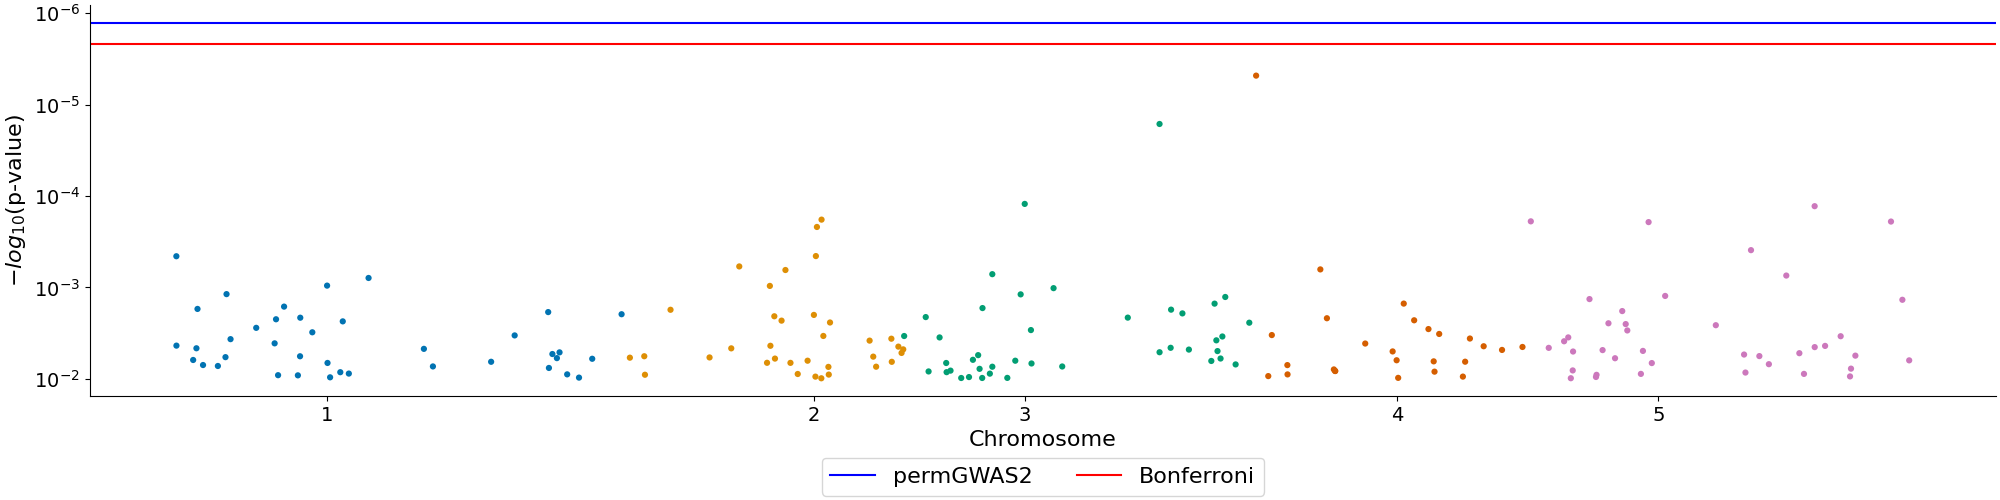 10⁻⁶
10⁻⁵
10⁻⁴
10⁻³
10⁻²
−log₁₀(p-value)
1 2 3 4 5
Chromosome
permGWAS2 Bonferroni